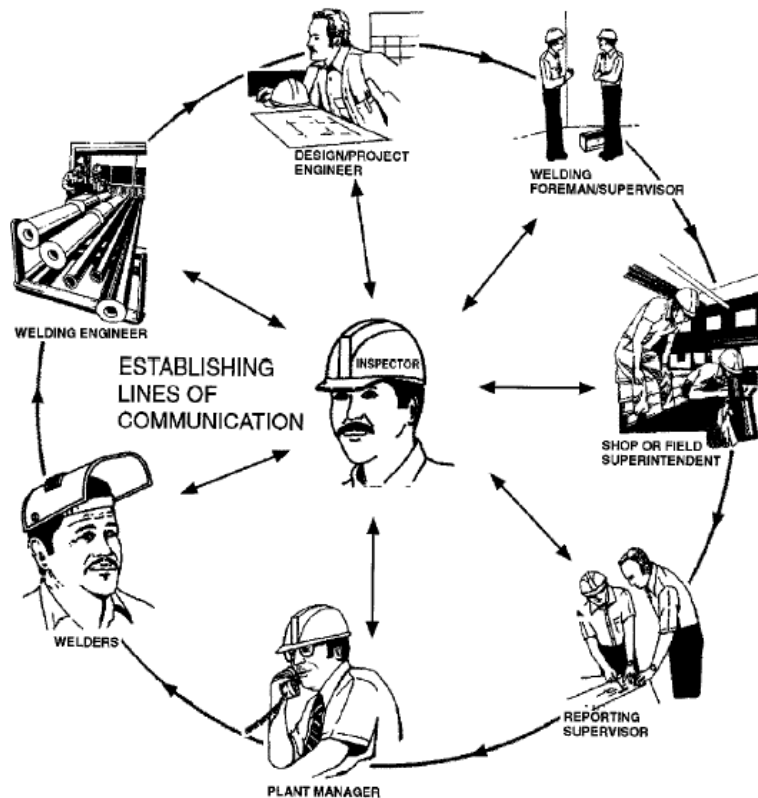 DESIGN/PROJECT
ENGINEER
WELDING
FOREMAN/SUPERVISOR
WELDING ENGINEER
ESTABLISHING
LINES OF
COMMUNICATION
INSPECTOR
SHOP OR FIELD
SUPERINTENDENT
WELDERS
REPORTING
SUPERVISOR
PLANT MANAGER